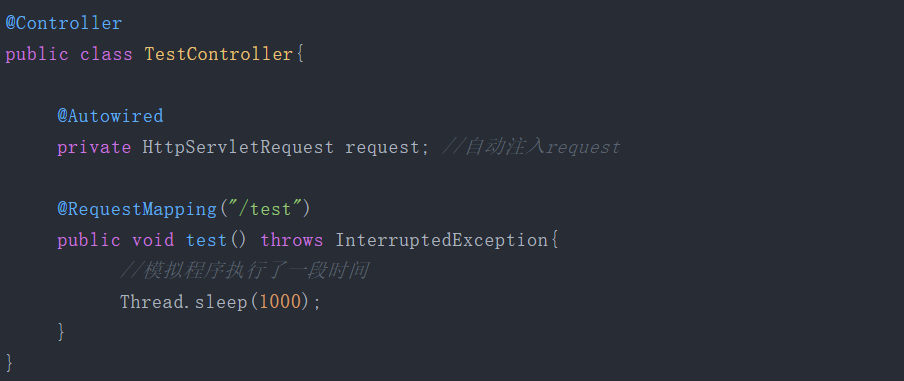 @Controller
public class TestController{
@Autowired
private HttpServletRequest request; //自动注入request
@RequestMapping("/test")
public void test() throws InterruptedException{
//模拟程序执行了一段时间
Thread.sleep(1000);
}
}